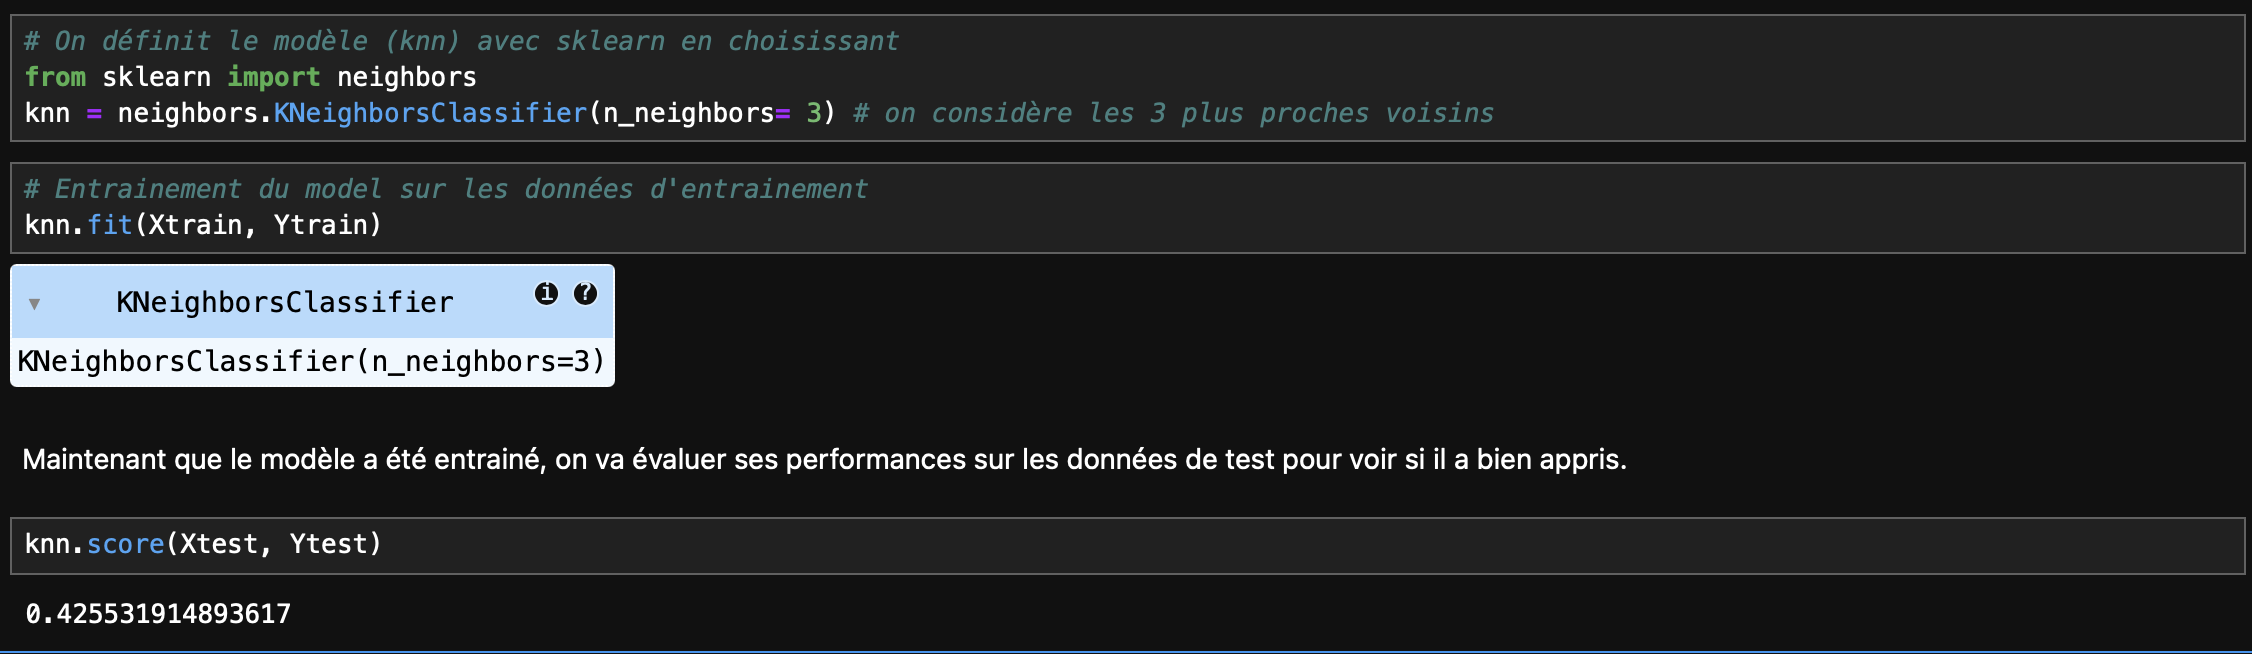 # On définit le modèle (knn) avec sklearn en choisissant
from sklearn import neighbors
knn = neighbors.KNeighborsClassifier(n_neighbors= 3) # on considère les 3 plus proches voisins
# Entrainement du model sur les données d'entrainement
knn.fit(Xtrain, Ytrain)
▾ KNeighborsClassifier i ?
KNeighborsClassifier(n_neighbors=3)
Maintenant que le modèle a été entrainé, on va évaluer ses performances sur les données de test pour voir si il a bien appris.
knn.score(Xtest, Ytest)
0.425531914893617